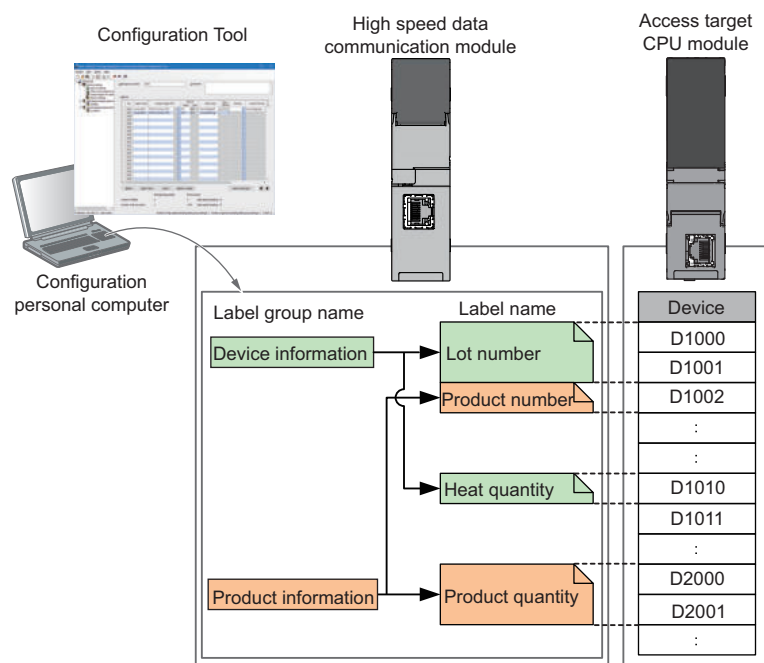 Configuration Tool
High speed data
communication module
Access target
CPU module
Configuration
personal computer
Label group name
Label name
Device
Device information
Lot number
D1000
D1001
Product number
D1002
:
:
Heat quantity
D1010
D1011
:
Product information
Product quantity
D2000
D2001
: